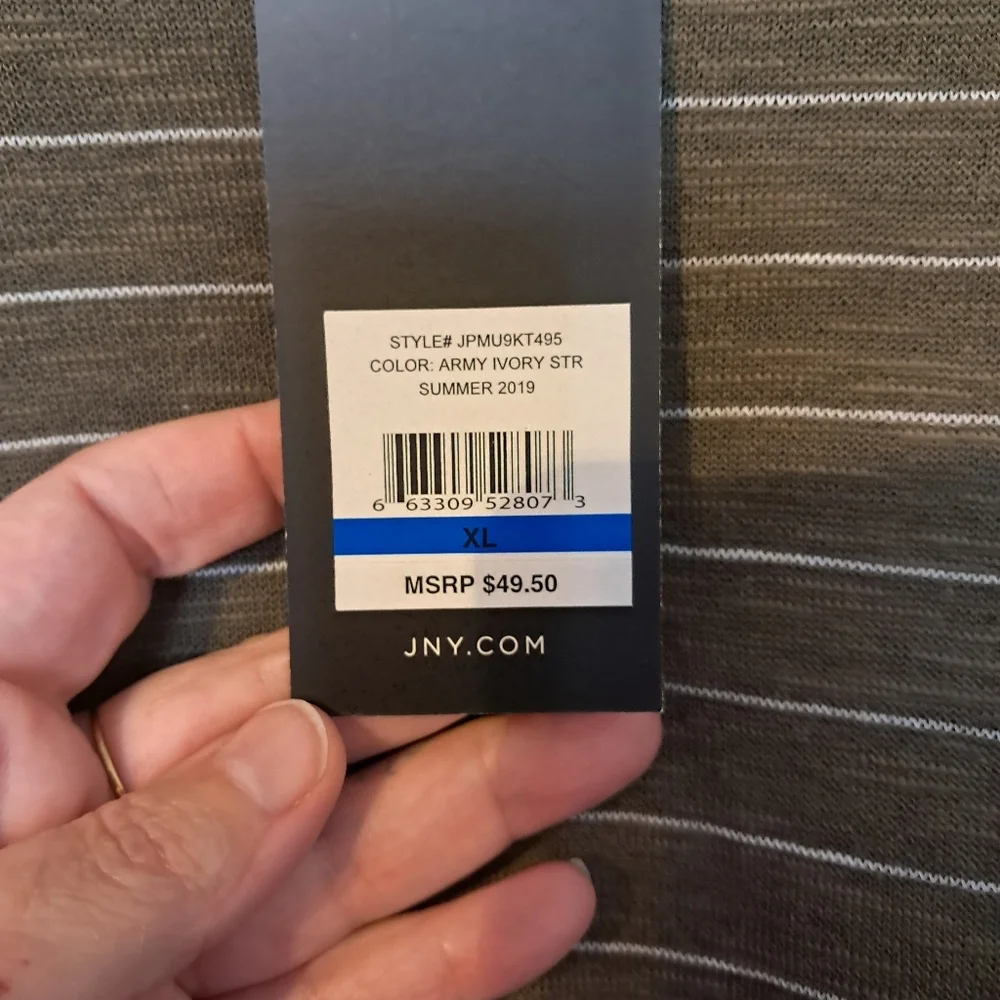 STYLE# JPMU9KT495
COLOR: ARMY IVORY STR
SUMMER 2019
6 63309 52807 3
XL
MSRP $49.50
JNY.COM